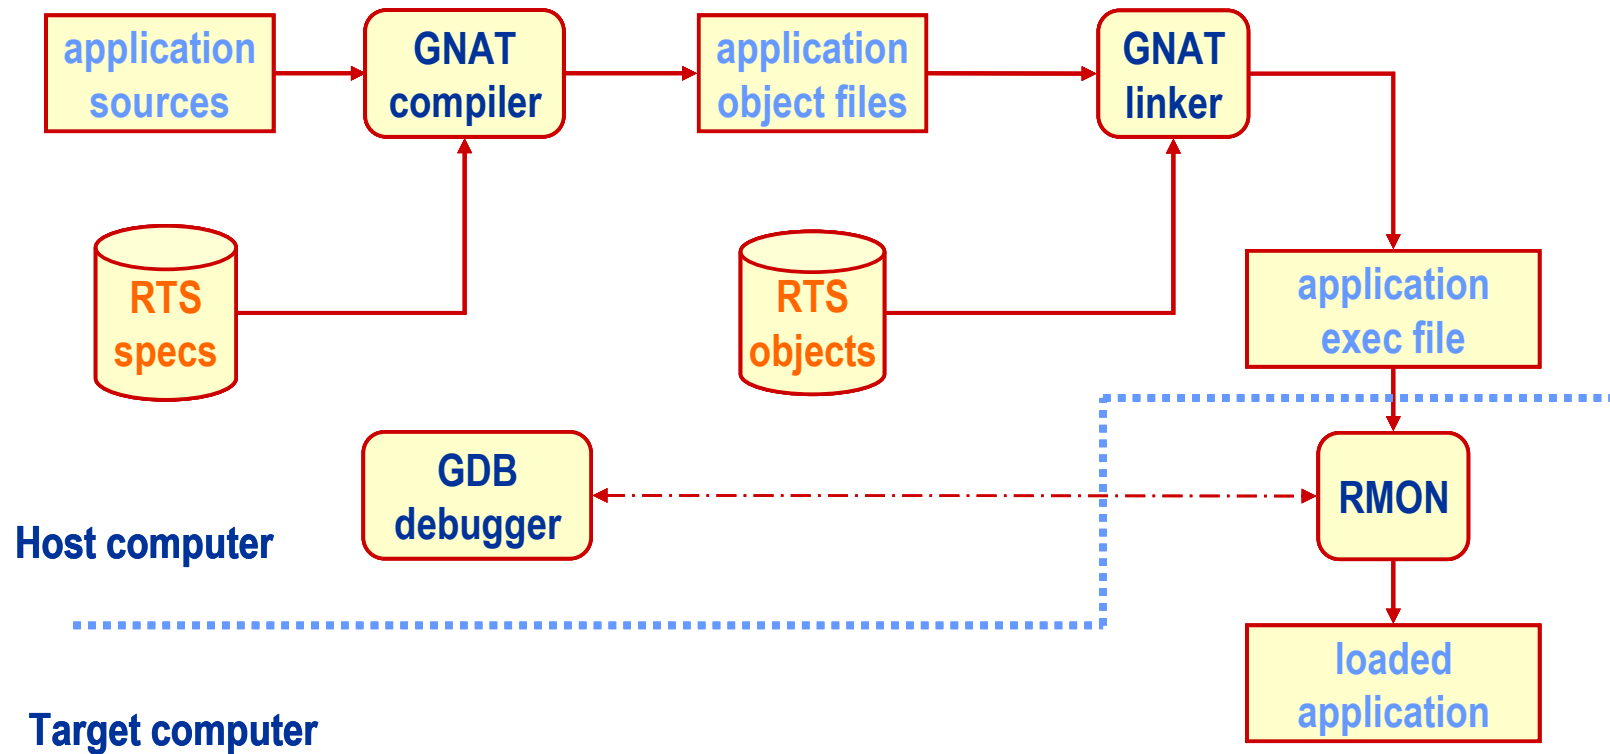 application
sources
GNAT
compiler
application
object files
GNAT
linker
RTS
specs
RTS
objects
application
exec file
GDB
debugger
RMON
Host computer
loaded
application
Target computer